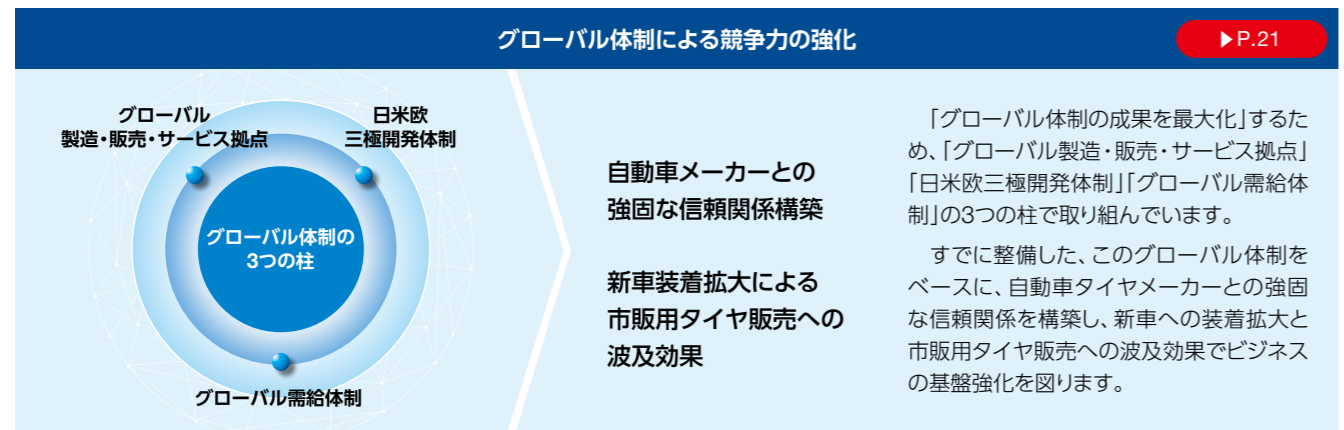 グローバル体制による競争力の強化
▶P.21
グローバル
製造・販売・サービス拠点
日米欧
三極開発体制
グローバル体制の
3つの柱
グローバル需給体制
自動車メーカーとの
強固な信頼関係構築
新車装着拡大による
市販用タイヤ販売への
波及効果
「グローバル体制の成果を最大化」するた
め、「グローバル製造・販売・サービス拠点」
「日米欧三極開発体制」「グローバル需給体
制」の3つの柱で取り組んでいます。
すでに整備した、このグローバル体制を
ベースに、自動車タイヤメーカーとの強固
な信頼関係を構築し、新車への装着拡大と
市販用タイヤ販売への波及効果でビジネス
の基盤強化を図ります。